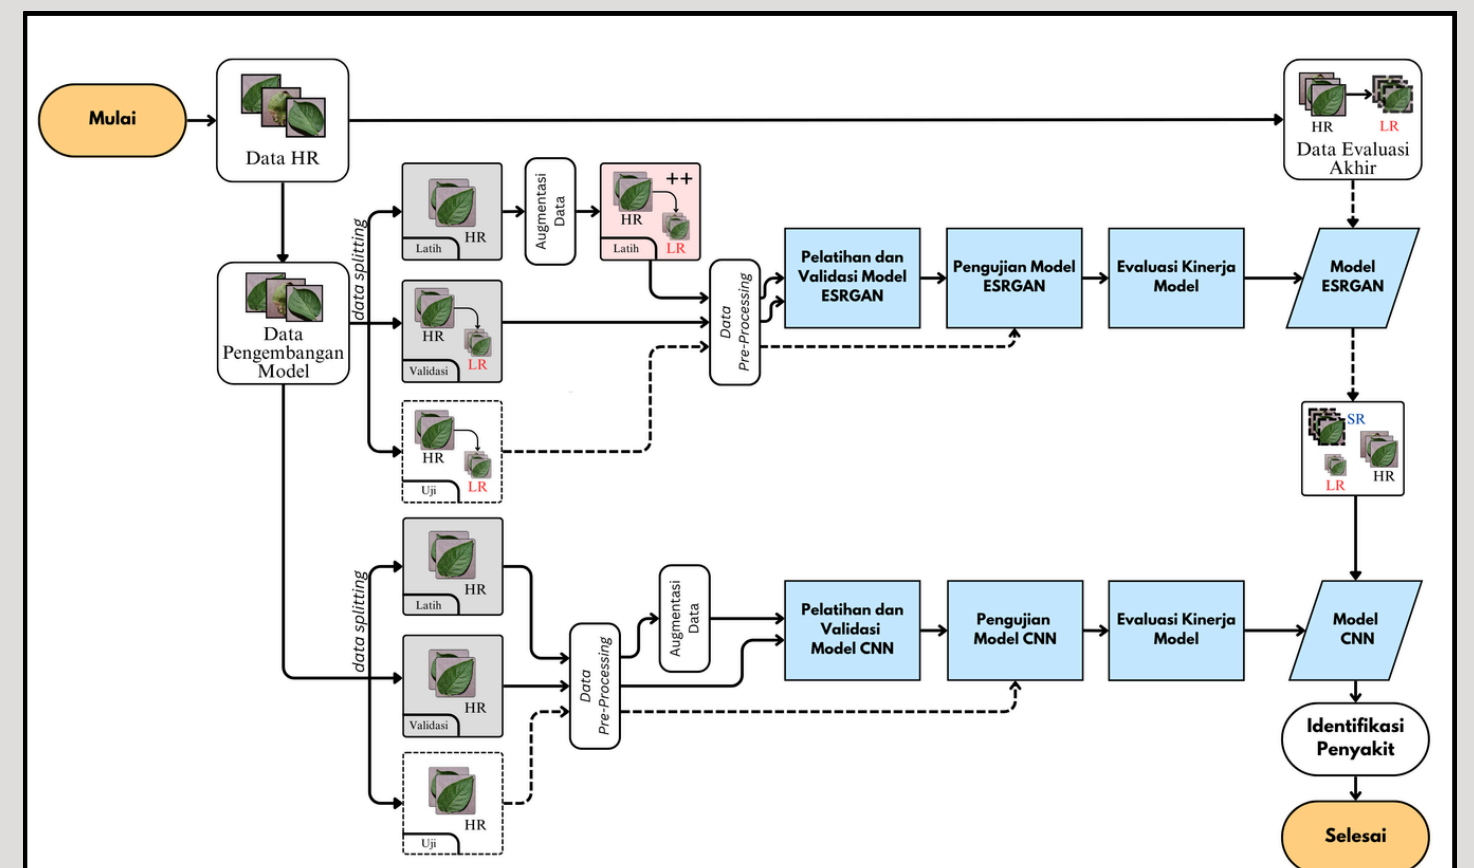 Mulai
Data HR
HR
LR
Data Evaluasi
Akhir
data splitting
HR
Latih
Augmentasi
Data
++
HR
LR
Latih
Data
Pengembangan
Model
HR
LR
Validasi
HR
LR
Uji
Data
Pre-Processing
Pelatihan dan
Validasi Model
ESRGAN
Pengujian Model
ESRGAN
Evaluasi Kinerja
Model
Model
ESRGAN
SR
LR
HR
data splitting
HR
Latih
HR
Validasi
HR
Uji
Data
Pre-Processing
Augmentasi
Data
Pelatihan dan
Validasi
Model CNN
Pengujian
Model CNN
Evaluasi Kinerja
Model
Model
CNN
Identifikasi
Penyakit
Selesai